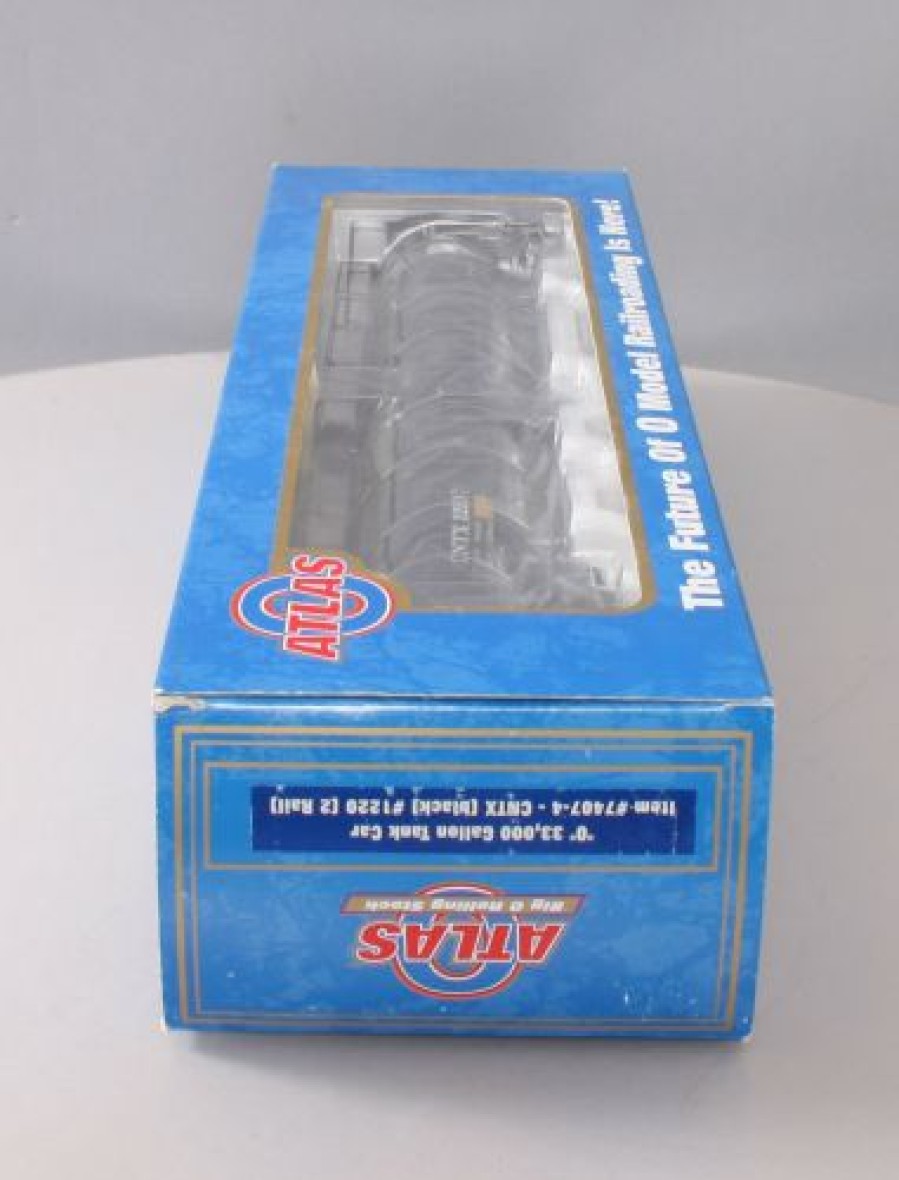 The Future Of O Model Railroading Is Here!
ATLAS
ATLAS
Big O Rolling Stock
"O" 33,000 Gallon Tank Car
Item #7407-4 - CNTX (black) #1220 (2 Rail)